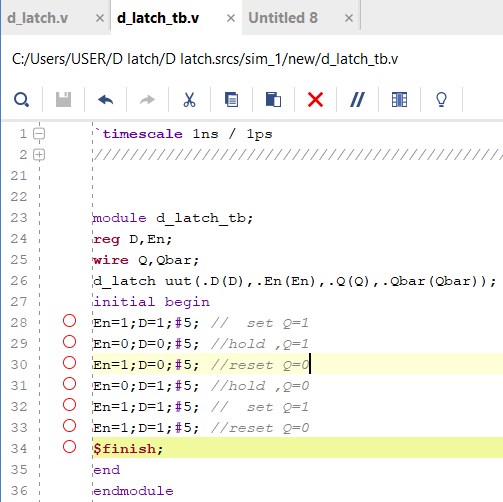 d_latch.v × d_latch_tb.v × Untitled 8 ×
C:/Users/USER/D latch/D latch.srcs/sim_1/new/d_latch_tb.v
1 `timescale 1ns / 1ps
2 //////////////////////////////////////////////
21
22
23 module d_latch_tb;
24 reg D,En;
25 wire Q,Qbar;
26 d_latch uut(.D(D),.En(En),.Q(Q),.Qbar(Qbar));
27 initial begin
28 En=1;D=1;#5; //  set Q=1
29 En=0;D=0;#5; //hold ,Q=1
30 En=1;D=0;#5; //reset Q=0
31 En=0;D=1;#5; //hold ,Q=0
32 En=1;D=1;#5; //  set Q=1
33 En=1;D=1;#5; //reset Q=0
34 $finish;
35 end
36 endmodule